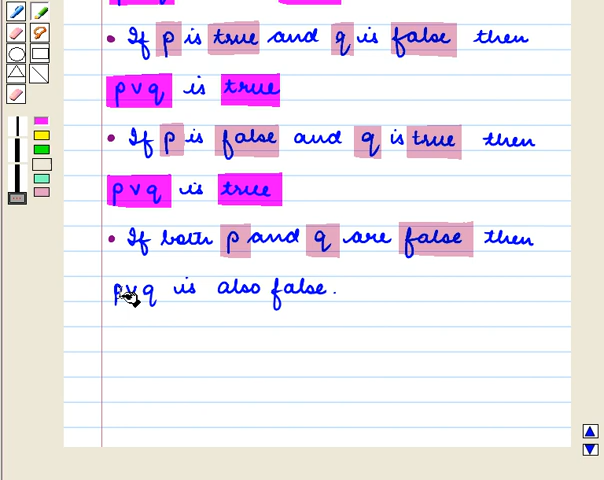 • If p is true and q is false then
p v q is true
• If p is false and q is true then
p v q is true
• If both p and q are false then
p v q is also false.